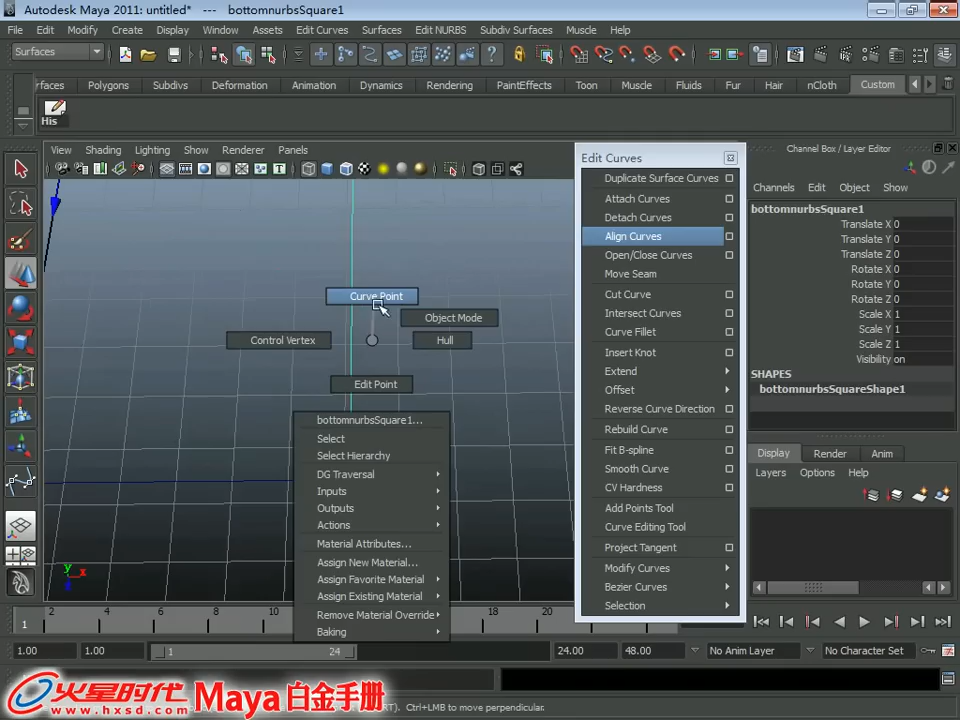 Autodesk Maya 2011: untitled*   ---   bottomnurbsSquare1
File Edit Modify Create Display Window Assets Edit Curves Surfaces Edit NURBS Subdiv Surfaces Muscle Help
Surfaces
rfaces Polygons Subdivs Deformation Animation Dynamics Rendering PaintEffects Toon Muscle Fluids Fur Hair nCloth Custom
His
View Shading Lighting Show Renderer Panels
Curve Point
Object Mode
Control Vertex
Hull
Edit Point
bottomnurbsSquare1...
Select
Select Hierarchy
DG Traversal
Inputs
Outputs
Actions
Material Attributes...
Assign New Material...
Assign Favorite Material
Assign Existing Material
Remove Material Override
Baking
Edit Curves
Duplicate Surface Curves
Attach Curves
Detach Curves
Align Curves
Open/Close Curves
Move Seam
Cut Curve
Intersect Curves
Curve Fillet
Insert Knot
Extend
Offset
Reverse Curve Direction
Rebuild Curve
Fit B-spline
Smooth Curve
CV Hardness
Add Points Tool
Curve Editing Tool
Project Tangent
Modify Curves
Bezier Curves
Selection
Channel Box / Layer Editor
Channels Edit Object Show
bottomnurbsSquare1
Translate X 0
Translate Y 0
Translate Z 0
Rotate X 0
Rotate Y 0
Rotate Z 0
Scale X 1
Scale Y 1
Scale Z 1
Visibility on
SHAPES
bottomnurbsSquareShape1
Display Render Anim
Layers Options Help
y
x
2 4 6 8 10 12 14 16 18 20
1
1.00 1.00 1 24 24.00 48.00 No Anim Layer No Character Set
火星时代
www.hxsd.com
Maya 白金手册
Ctrl+LMB to move perpendicular.